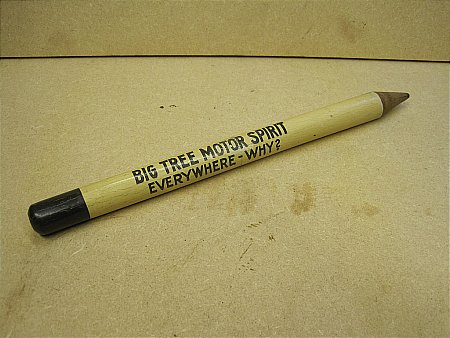 BIG TREE MOTOR SPIRIT
EVERYWHERE - WHY?